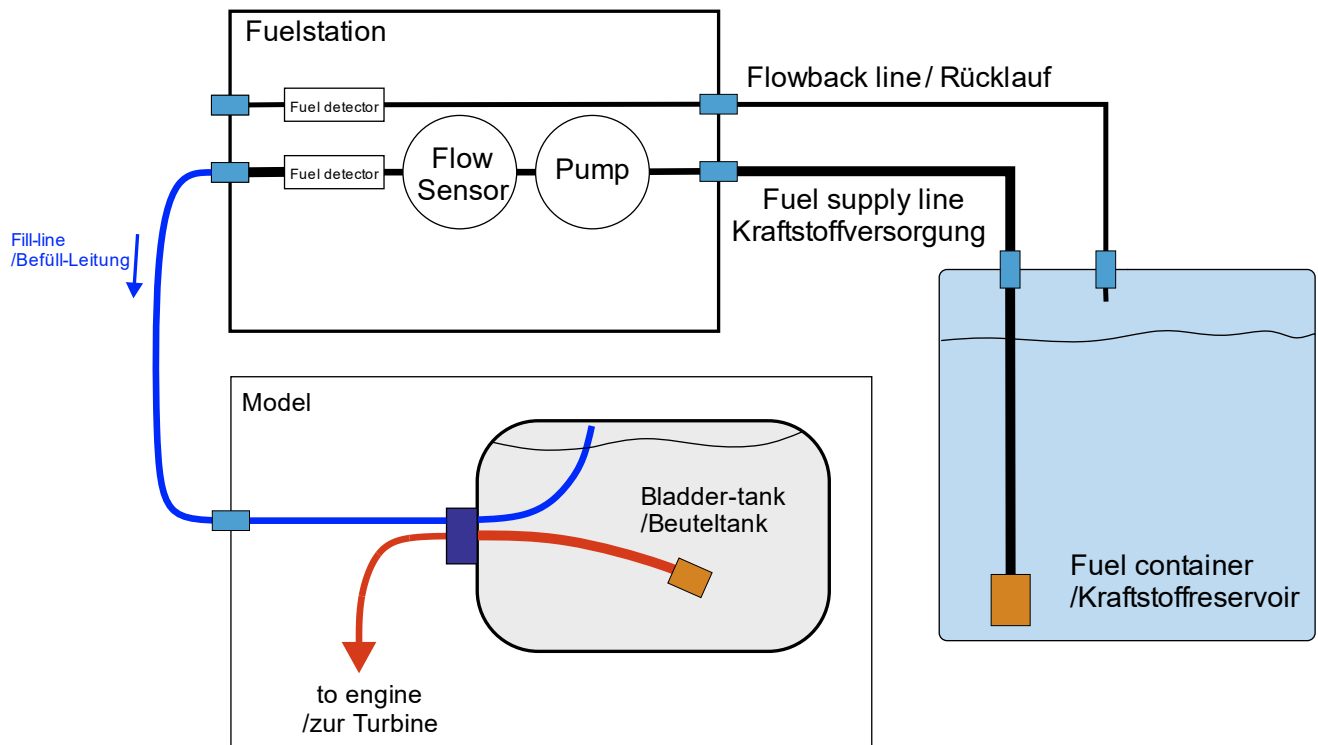 Fuelstation
Flowback line / Rücklauf
Fuel detector
Fuel detector
Flow
Sensor
Pump
Fuel supply line
Kraftstoffversorgung
Fill-line
/Befüll-Leitung
Model
Bladder-tank
/Beuteltank
Fuel container
/Kraftstoffreservoir
to engine
/zur Turbine